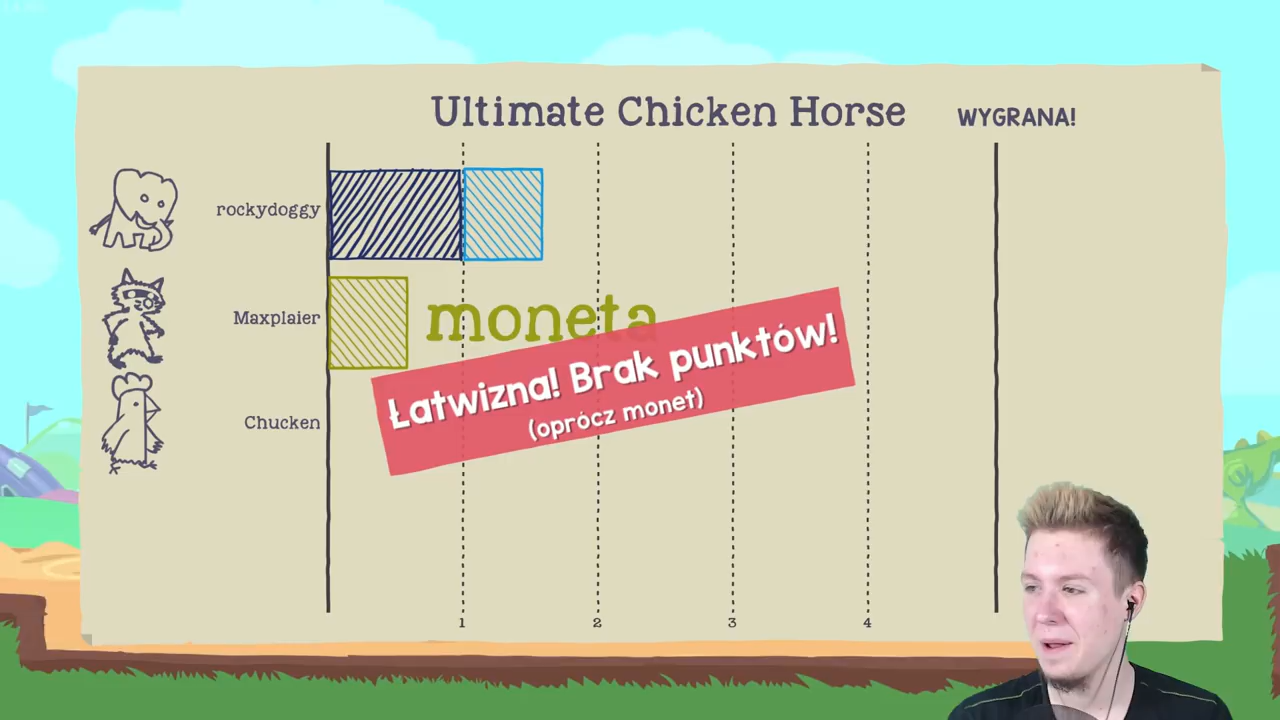 Ultimate Chicken Horse
WYGRANA!
rockydoggy
Maxplaier
moneta
Łatwizna! Brak punktów!
(oprócz monet)
Chucken
1 2 3 4